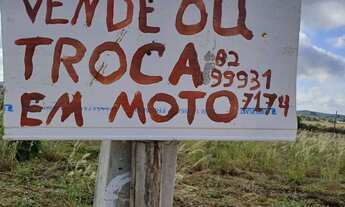 VENDE OU
TROCA 82
99931
EM MOTO 7174